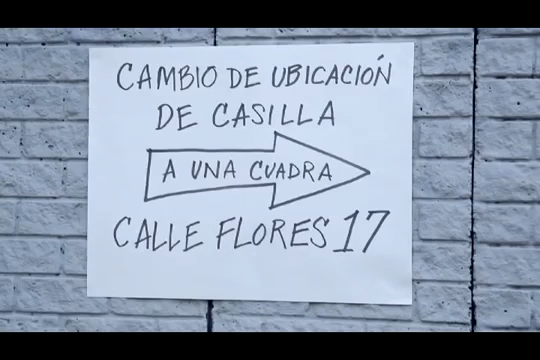 CAMBIO DE UBICACIÓN
DE CASILLA
A UNA CUADRA
CALLE FLORES 17